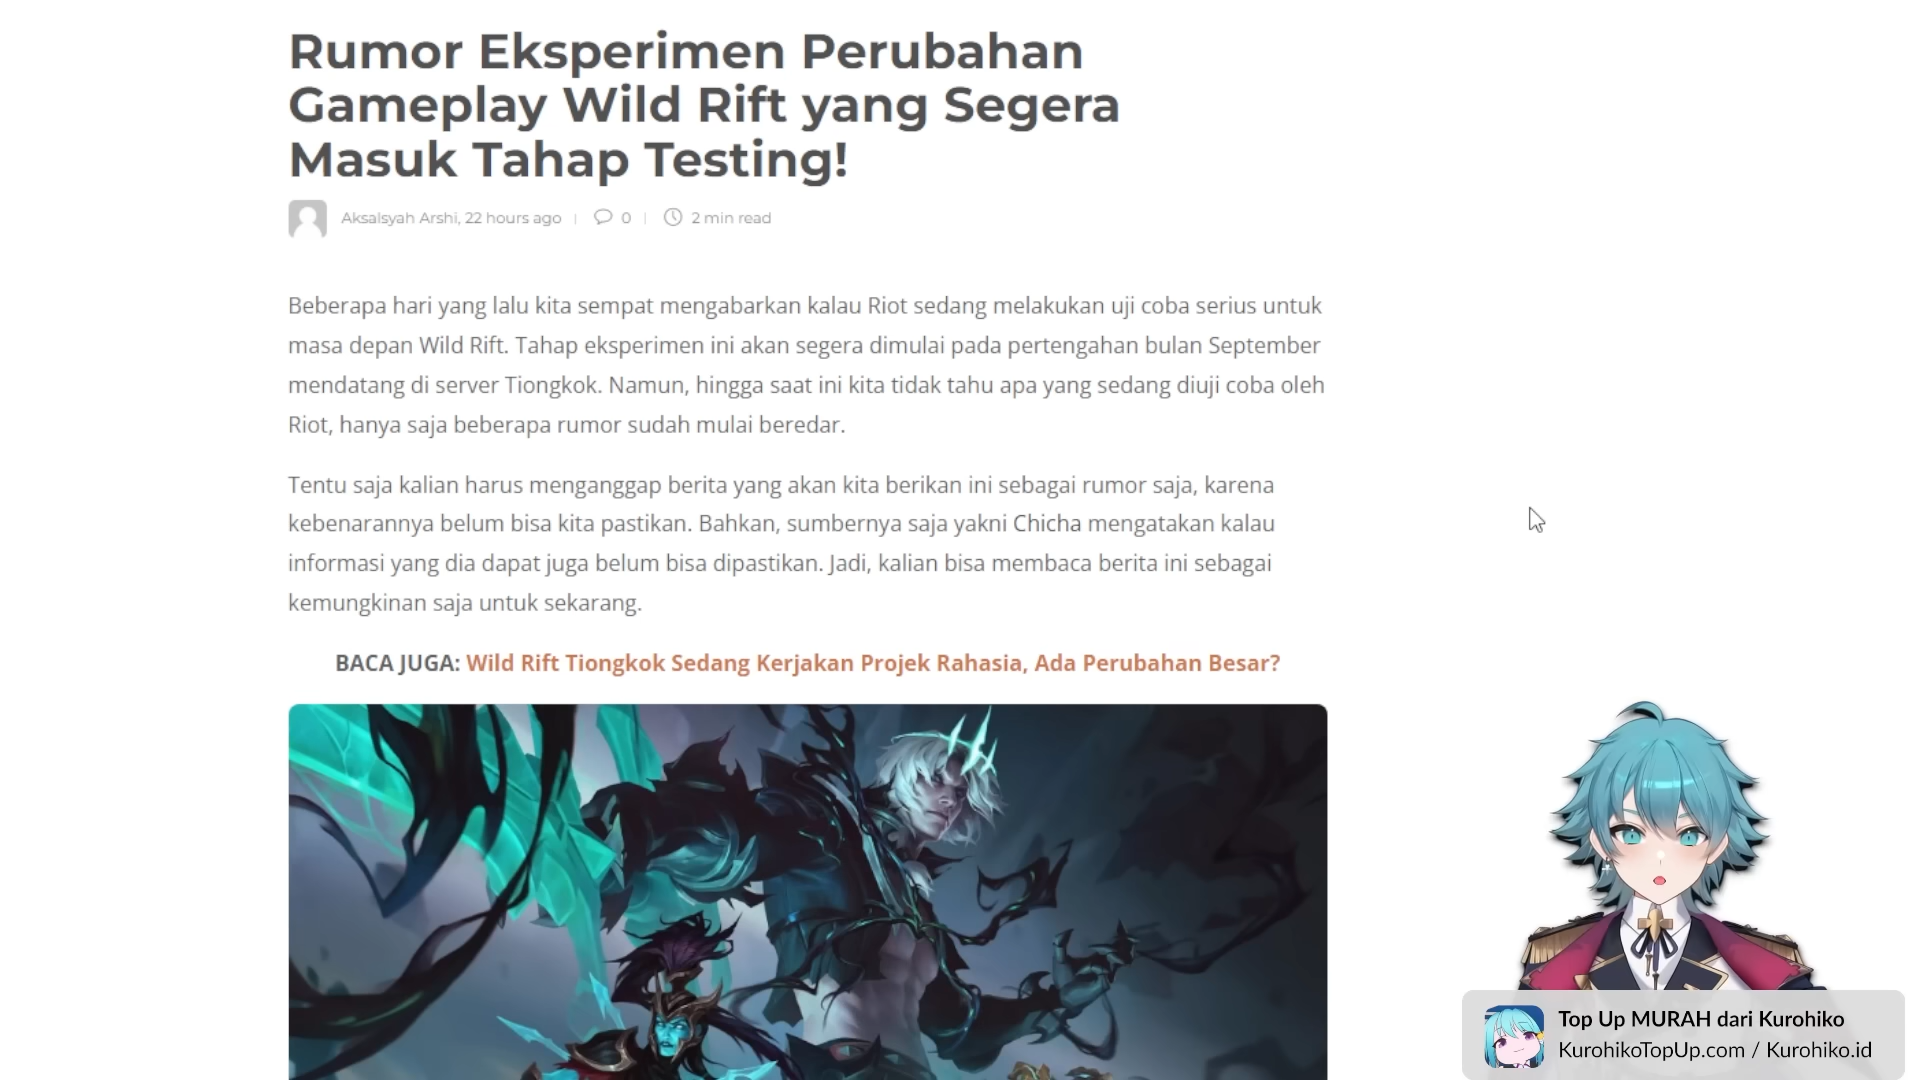 Rumor Eksperimen Perubahan
Gameplay Wild Rift yang Segera
Masuk Tahap Testing!
Aksalsyah Arshi, 22 hours ago | 0 | 2 min read
Beberapa hari yang lalu kita sempat mengabarkan kalau Riot sedang melakukan uji coba serius untuk
masa depan Wild Rift. Tahap eksperimen ini akan segera dimulai pada pertengahan bulan September
mendatang di server Tiongkok. Namun, hingga saat ini kita tidak tahu apa yang sedang diuji coba oleh
Riot, hanya saja beberapa rumor sudah mulai beredar.
Tentu saja kalian harus menganggap berita yang akan kita berikan ini sebagai rumor saja, karena
kebenarannya belum bisa kita pastikan. Bahkan, sumbernya saja yakni Chicha mengatakan kalau
informasi yang dia dapat juga belum bisa dipastikan. Jadi, kalian bisa membaca berita ini sebagai
kemungkinan saja untuk sekarang.
BACA JUGA: Wild Rift Tiongkok Sedang Kerjakan Projek Rahasia, Ada Perubahan Besar?
Top Up MURAH dari Kurohiko
KurohikoTopUp.com / Kurohiko.id